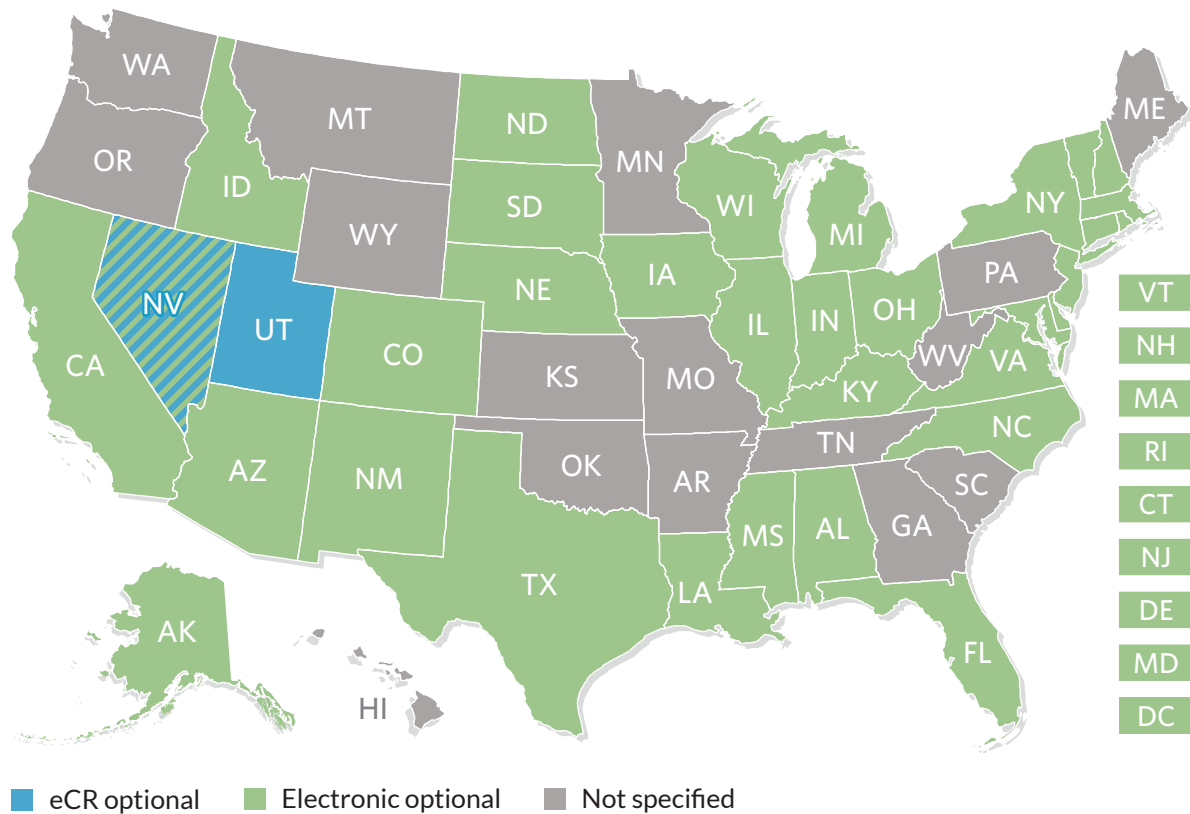 WA
MT
ND
MN
ME
OR
ID
SD
WI
MI
NY
WY
NV
UT
NE
IA
PA
CA
CO
IL
IN
OH
WV
VA
KS
MO
KY
NC
AZ
NM
OK
AR
TN
SC
MS
AL
GA
TX
LA
AK
FL
HI
VT
NH
MA
RI
CT
NJ
DE
MD
DC
eCR optional Electronic optional Not specified